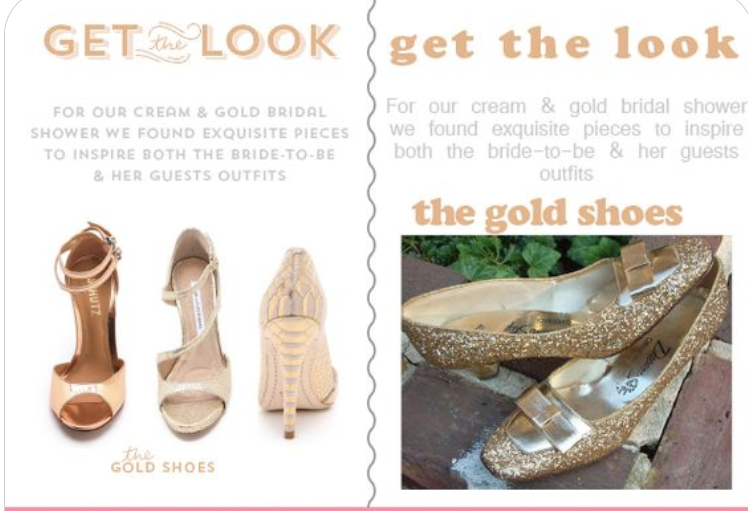 GET the LOOK
FOR OUR CREAM & GOLD BRIDAL
SHOWER WE FOUND EXQUISITE PIECES
TO INSPIRE BOTH THE BRIDE-TO-BE
& HER GUESTS OUTFITS
the
GOLD SHOES
get the look
For our cream & gold bridal shower
we found exquisite pieces to inspire
both the bride-to-be & her guests
outfits
the gold shoes